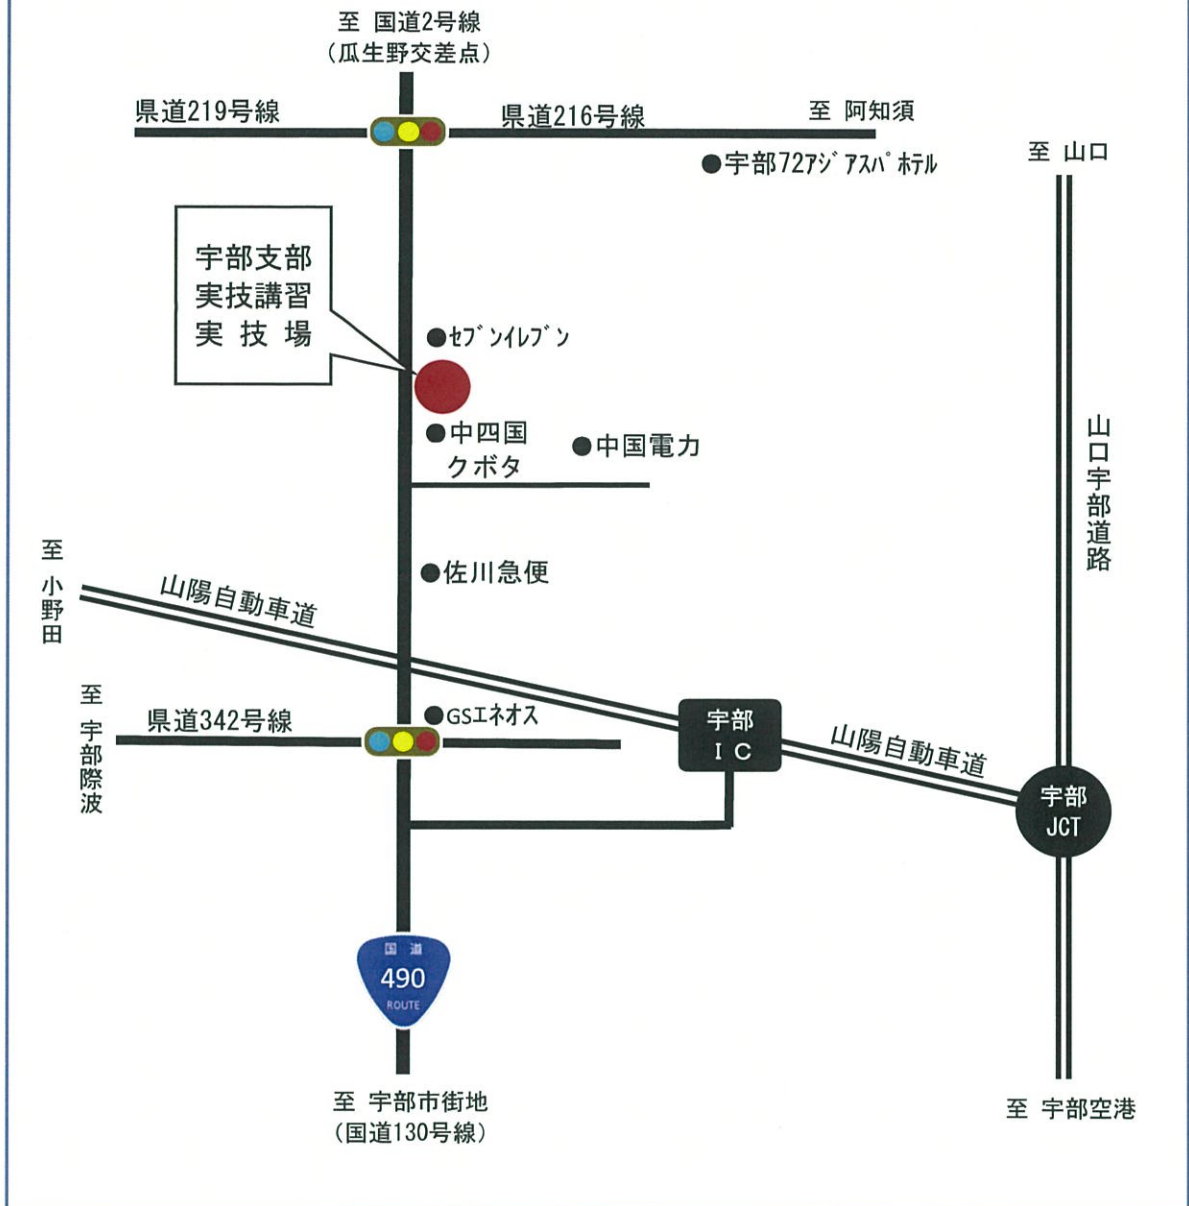 至 国道2号線
（瓜生野交差点）
県道219号線
県道216号線
至 阿知須
●宇部72ｱｼﾞｱｽﾊﾟﾎﾃﾙ
至 山口
宇部支部
実技講習
実 技 場
●ｾﾌﾞﾝｲﾚﾌﾞﾝ
●中四国
クボタ
●中国電力
山口宇部道路
●佐川急便
至 小野田
山陽自動車道
至 宇部際波
県道342号線
●GSｴﾈｵｽ
宇部
ＩＣ
山陽自動車道
宇部
JCT
国道
490
ROUTE
至 宇部市街地
（国道130号線）
至 宇部空港